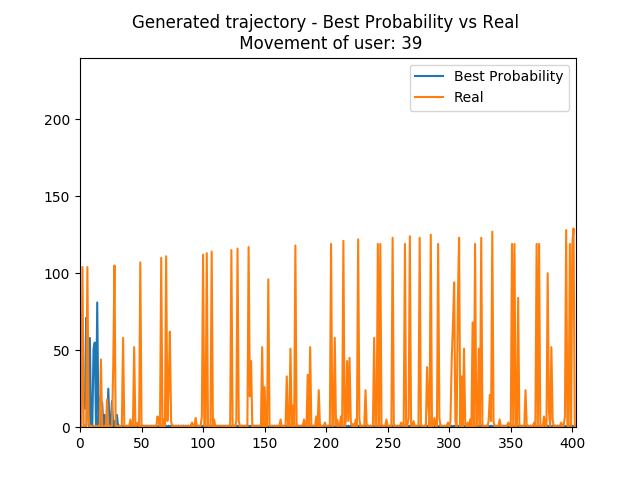 Generated trajectory - Best Probability vs Real
Movement of user: 39
Best Probability
Real
200
150
100
50
0
0 50 100 150 200 250 300 350 400